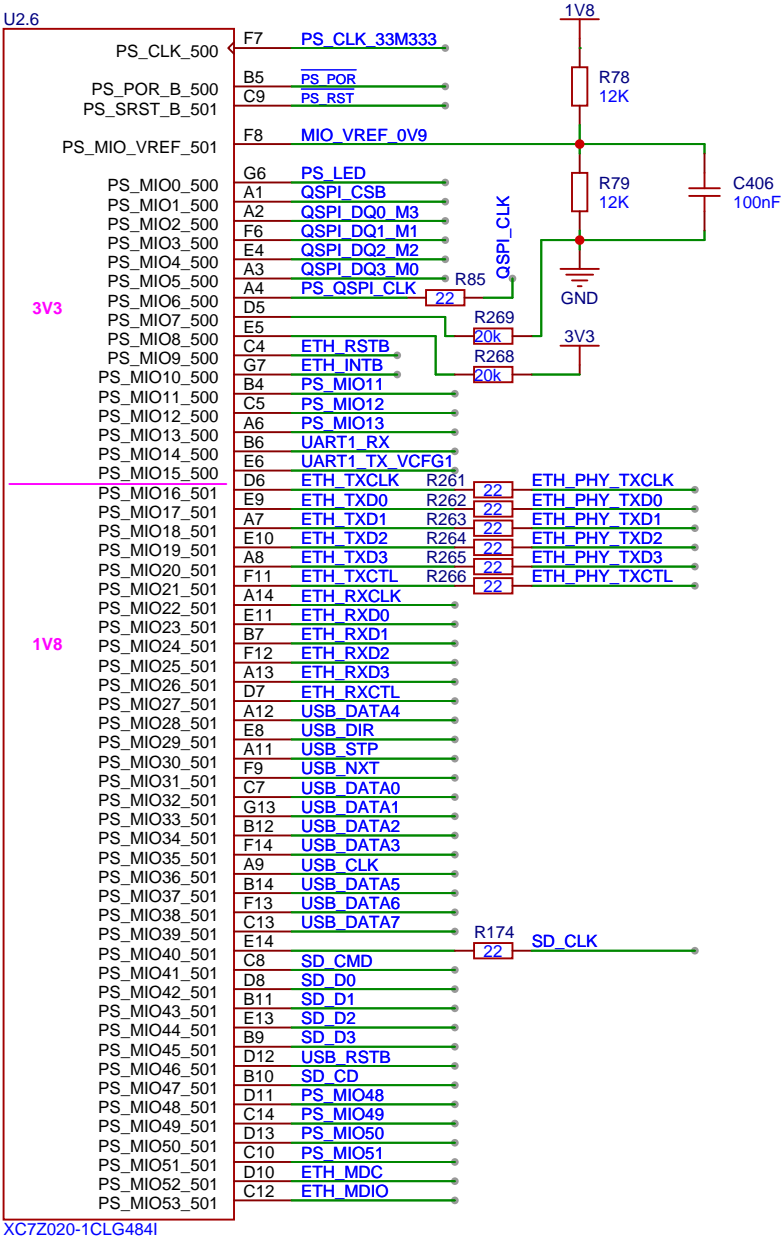 U2.6
1V8
PS_CLK_500 F7 PS_CLK_33M333
R78
12K
PS_POR_B_500 B5 PS_POR
PS_SRST_B_501 C9 PS_RST
PS_MIO_VREF_501 F8 MIO_VREF_0V9
R79
12K
C406
100nF
PS_MIO0_500 G6 PS_LED
PS_MIO1_500 A1 QSPI_CSB
PS_MIO2_500 A2 QSPI_DQ0_M3
PS_MIO3_500 F6 QSPI_DQ1_M1
PS_MIO4_500 E4 QSPI_DQ2_M2
PS_MIO5_500 A3 QSPI_DQ3_M0
PS_MIO6_500 A4 PS_QSPI_CLK R85 22 QSPI_CLK
GND
3V3
PS_MIO7_500 D5 R269 20k
PS_MIO8_500 E5 R268 20k 3V3
PS_MIO9_500 C4 ETH_RSTB
PS_MIO10_500 G7 ETH_INTB
PS_MIO11_500 B4 PS_MIO11
PS_MIO12_500 C5 PS_MIO12
PS_MIO13_500 A6 PS_MIO13
PS_MIO14_500 B6 UART1_RX
PS_MIO15_500 E6 UART1_TX_VCFG1
PS_MIO16_501 D6 ETH_TXCLK R261 22 ETH_PHY_TXCLK
PS_MIO17_501 E9 ETH_TXD0 R262 22 ETH_PHY_TXD0
PS_MIO18_501 A7 ETH_TXD1 R263 22 ETH_PHY_TXD1
PS_MIO19_501 E10 ETH_TXD2 R264 22 ETH_PHY_TXD2
PS_MIO20_501 A8 ETH_TXD3 R265 22 ETH_PHY_TXD3
PS_MIO21_501 F11 ETH_TXCTL R266 22 ETH_PHY_TXCTL
PS_MIO22_501 A14 ETH_RXCLK
PS_MIO23_501 E11 ETH_RXD0
PS_MIO24_501 B7 ETH_RXD1
1V8
PS_MIO25_501 F12 ETH_RXD2
PS_MIO26_501 A13 ETH_RXD3
PS_MIO27_501 D7 ETH_RXCTL
PS_MIO28_501 A12 USB_DATA4
PS_MIO29_501 E8 USB_DIR
PS_MIO30_501 A11 USB_STP
PS_MIO31_501 F9 USB_NXT
PS_MIO32_501 C7 USB_DATA0
PS_MIO33_501 G13 USB_DATA1
PS_MIO34_501 B12 USB_DATA2
PS_MIO35_501 F14 USB_DATA3
PS_MIO36_501 A9 USB_CLK
PS_MIO37_501 B14 USB_DATA5
PS_MIO38_501 F13 USB_DATA6
PS_MIO39_501 C13 USB_DATA7
PS_MIO40_501 E14 R174 22 SD_CLK
PS_MIO41_501 C8 SD_CMD
PS_MIO42_501 D8 SD_D0
PS_MIO43_501 B11 SD_D1
PS_MIO44_501 E13 SD_D2
PS_MIO45_501 B9 SD_D3
PS_MIO46_501 D12 USB_RSTB
PS_MIO47_501 B10 SD_CD
PS_MIO48_501 D11 PS_MIO48
PS_MIO49_501 C14 PS_MIO49
PS_MIO50_501 D13 PS_MIO50
PS_MIO51_501 C10 PS_MIO51
PS_MIO52_501 D10 ETH_MDC
PS_MIO53_501 C12 ETH_MDIO
XC7Z020-1CLG484I